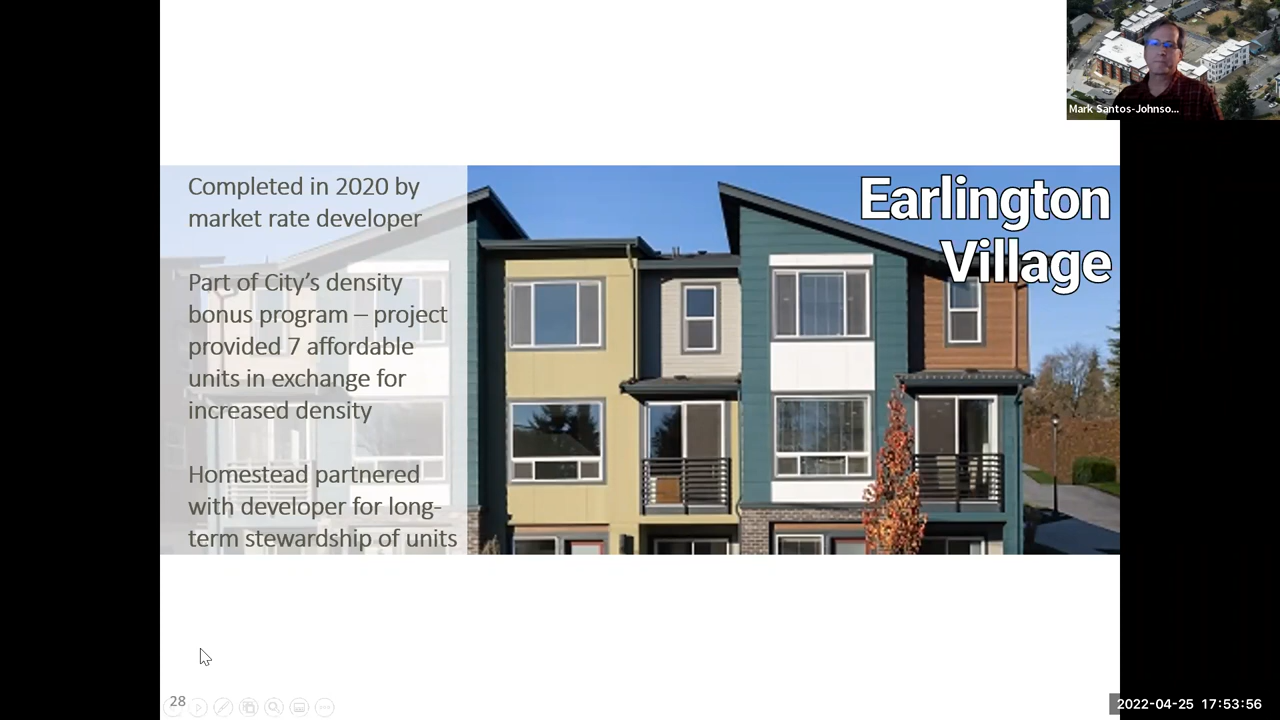 Mark Santos-Johnso...
Completed in 2020 by
market rate developer
Part of City's density
bonus program – project
provided 7 affordable
units in exchange for
increased density
Homestead partnered
with developer for long-
term stewardship of units
Earlington
Village
28
2022-04-25 17:53:56